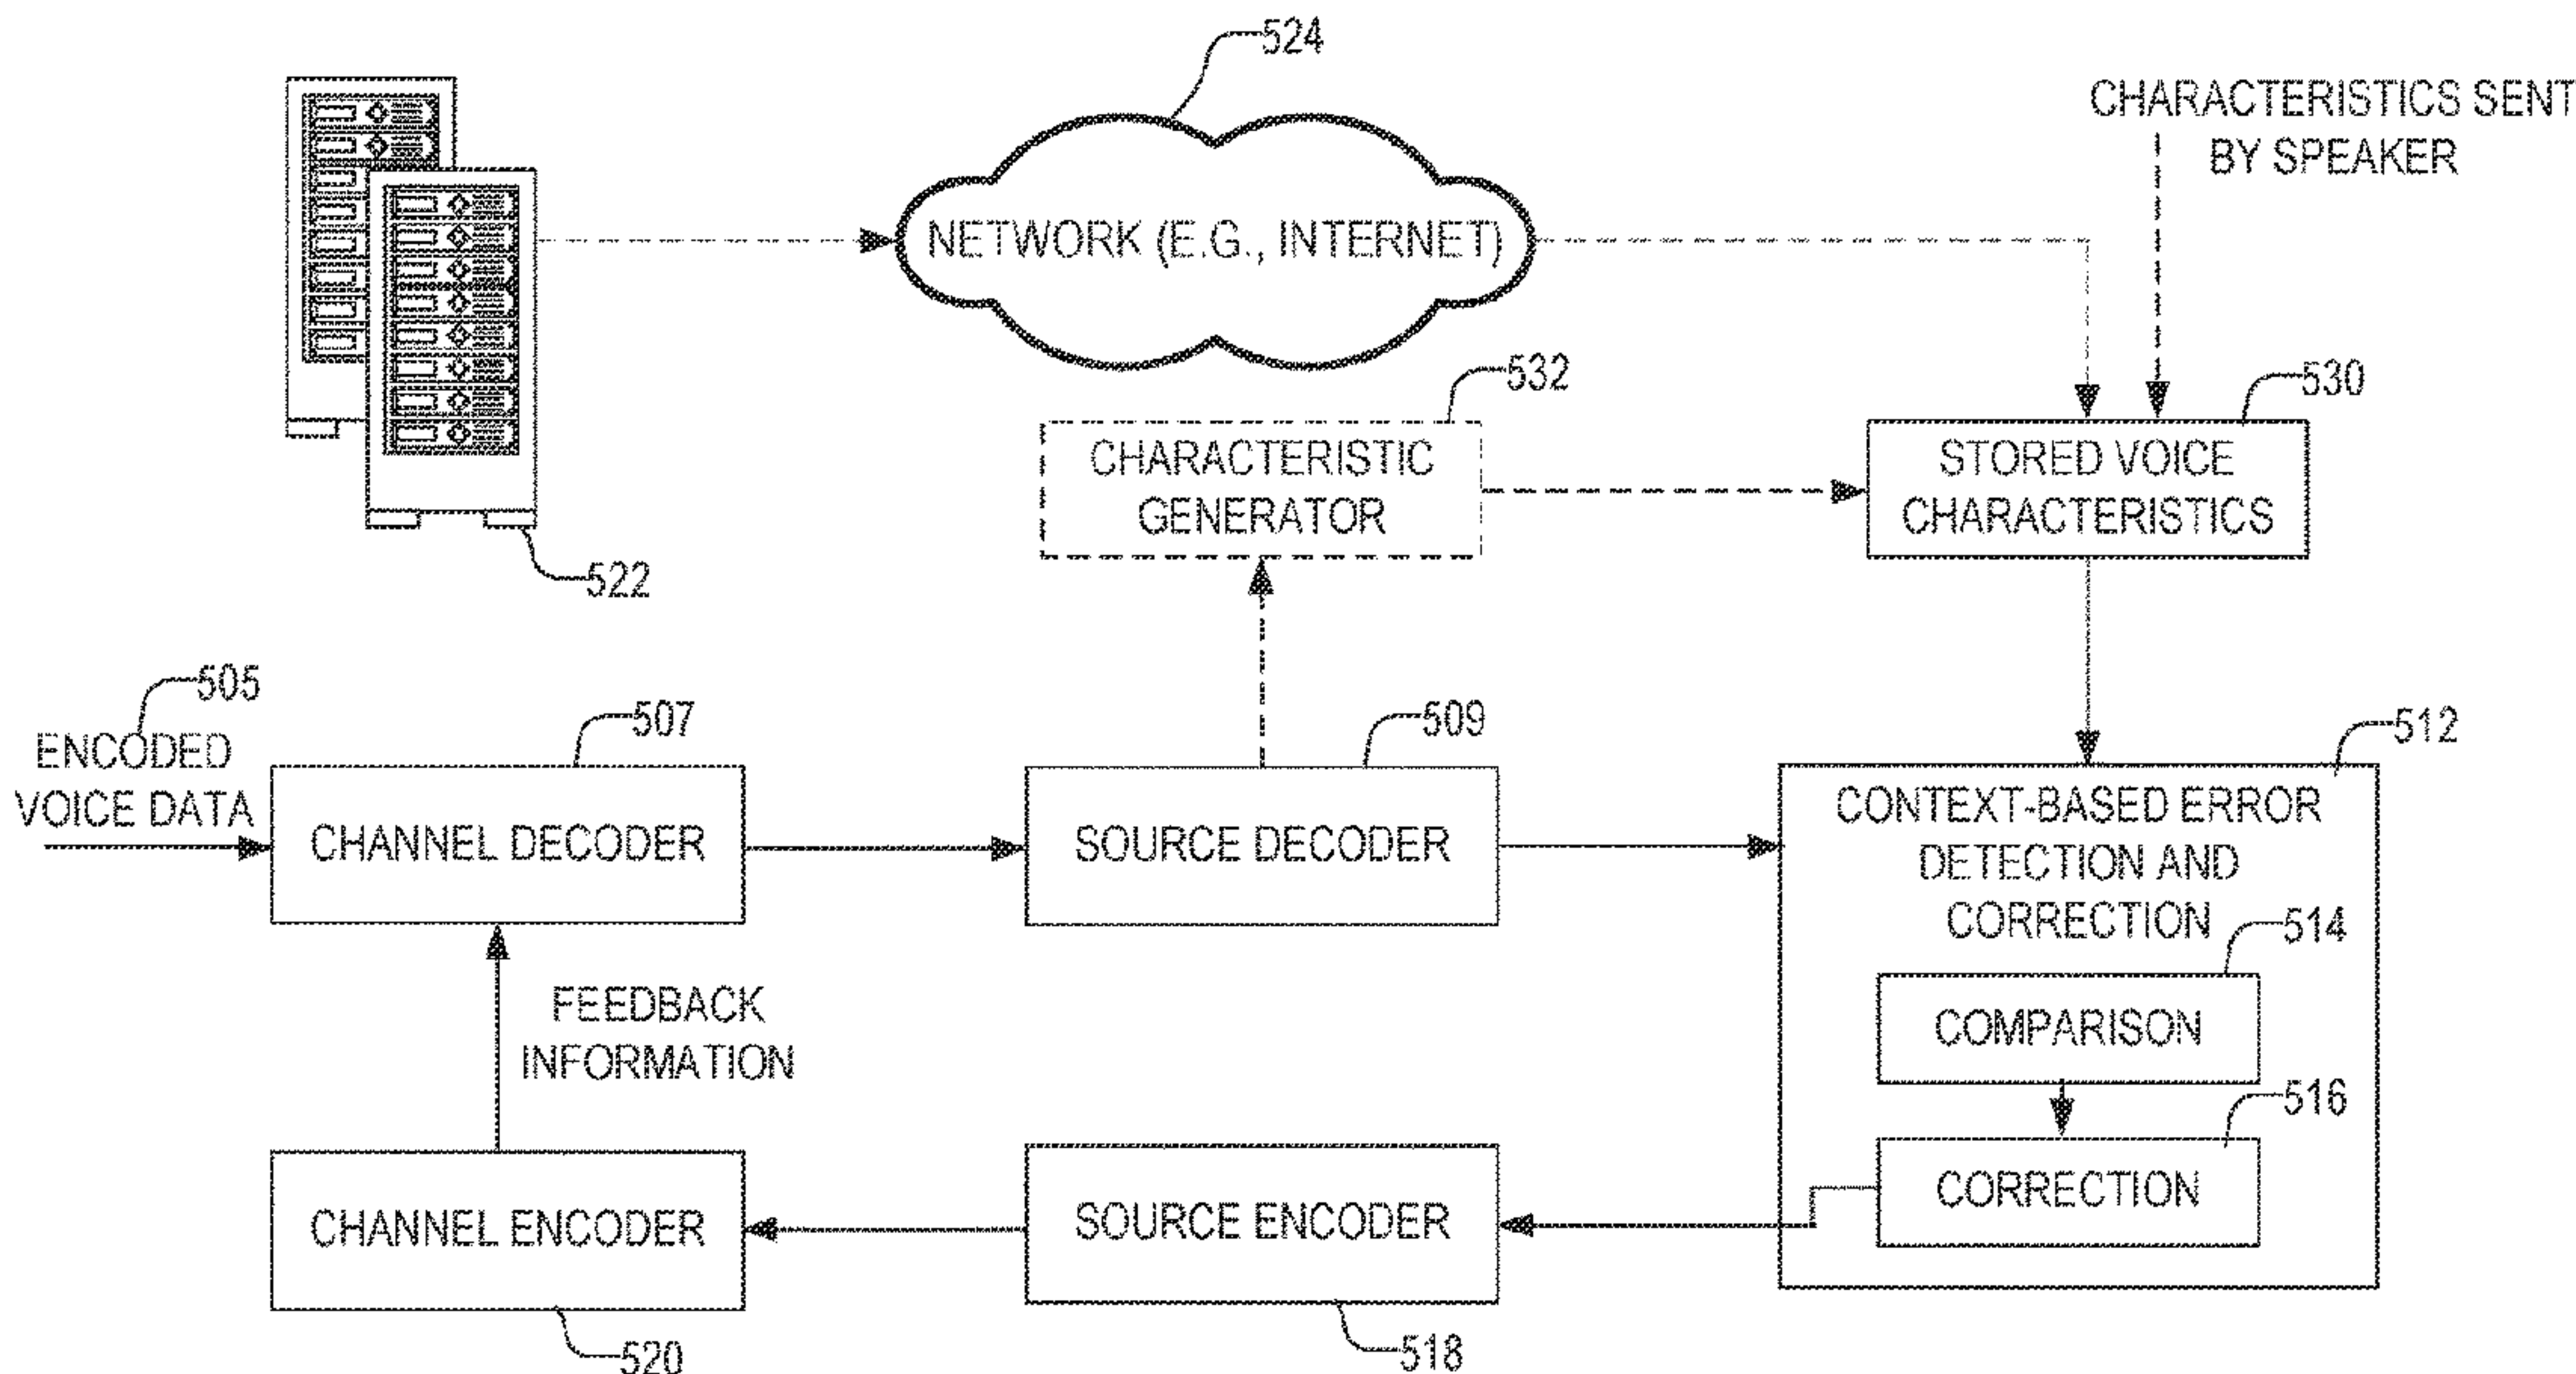 524
CHARACTERISTICS SENT
BY SPEAKER
NETWORK (E.G., INTERNET)
532
530
CHARACTERISTIC
GENERATOR
STORED VOICE
CHARACTERISTICS
522
505
ENCODED
VOICE DATA
507
CHANNEL DECODER
509
SOURCE DECODER
512
CONTEXT-BASED ERROR
DETECTION AND
CORRECTION
514
COMPARISON
FEEDBACK
INFORMATION
516
CORRECTION
CHANNEL ENCODER
SOURCE ENCODER
520
518